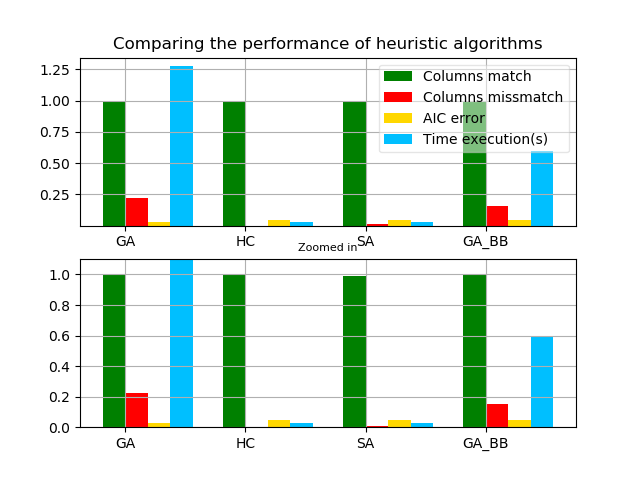 Comparing the performance of heuristic algorithms
1.25
1.00
0.75
0.50
0.25
Columns match
Columns missmatch
AIC error
Time execution(s)
GA HC SA GA_BB
Zoomed in
1.0
0.8
0.6
0.4
0.2
0.0
GA HC SA GA_BB